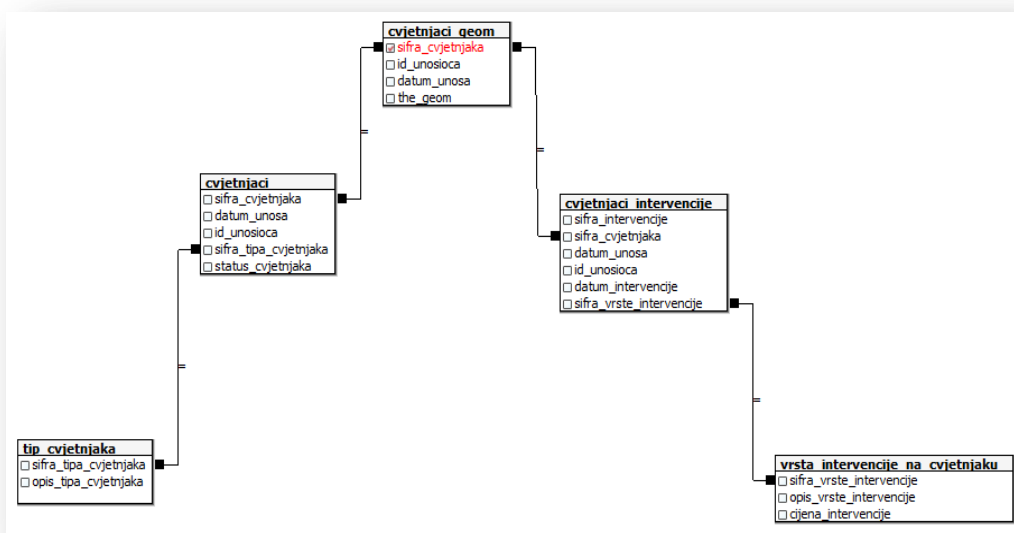 cvjetnjaci_geom
sifra_cvjetnjaka
id_unosioca
datum_unosa
the_geom
cvjetnjaci
sifra_cvjetnjaka
datum_unosa
id_unosioca
sifra_tipa_cvjetnjaka
status_cvjetnjaka
cvjetnjaci_intervencije
sifra_intervencije
sifra_cvjetnjaka
datum_unosa
id_unosioca
datum_intervencije
sifra_vrste_intervencije
tip_cvjetnjaka
sifra_tipa_cvjetnjaka
opis_tipa_cvjetnjaka
vrsta_intervencije_na_cvjetnjaku
sifra_vrste_intervencije
opis_vrste_intervencije
cijena_intervencije